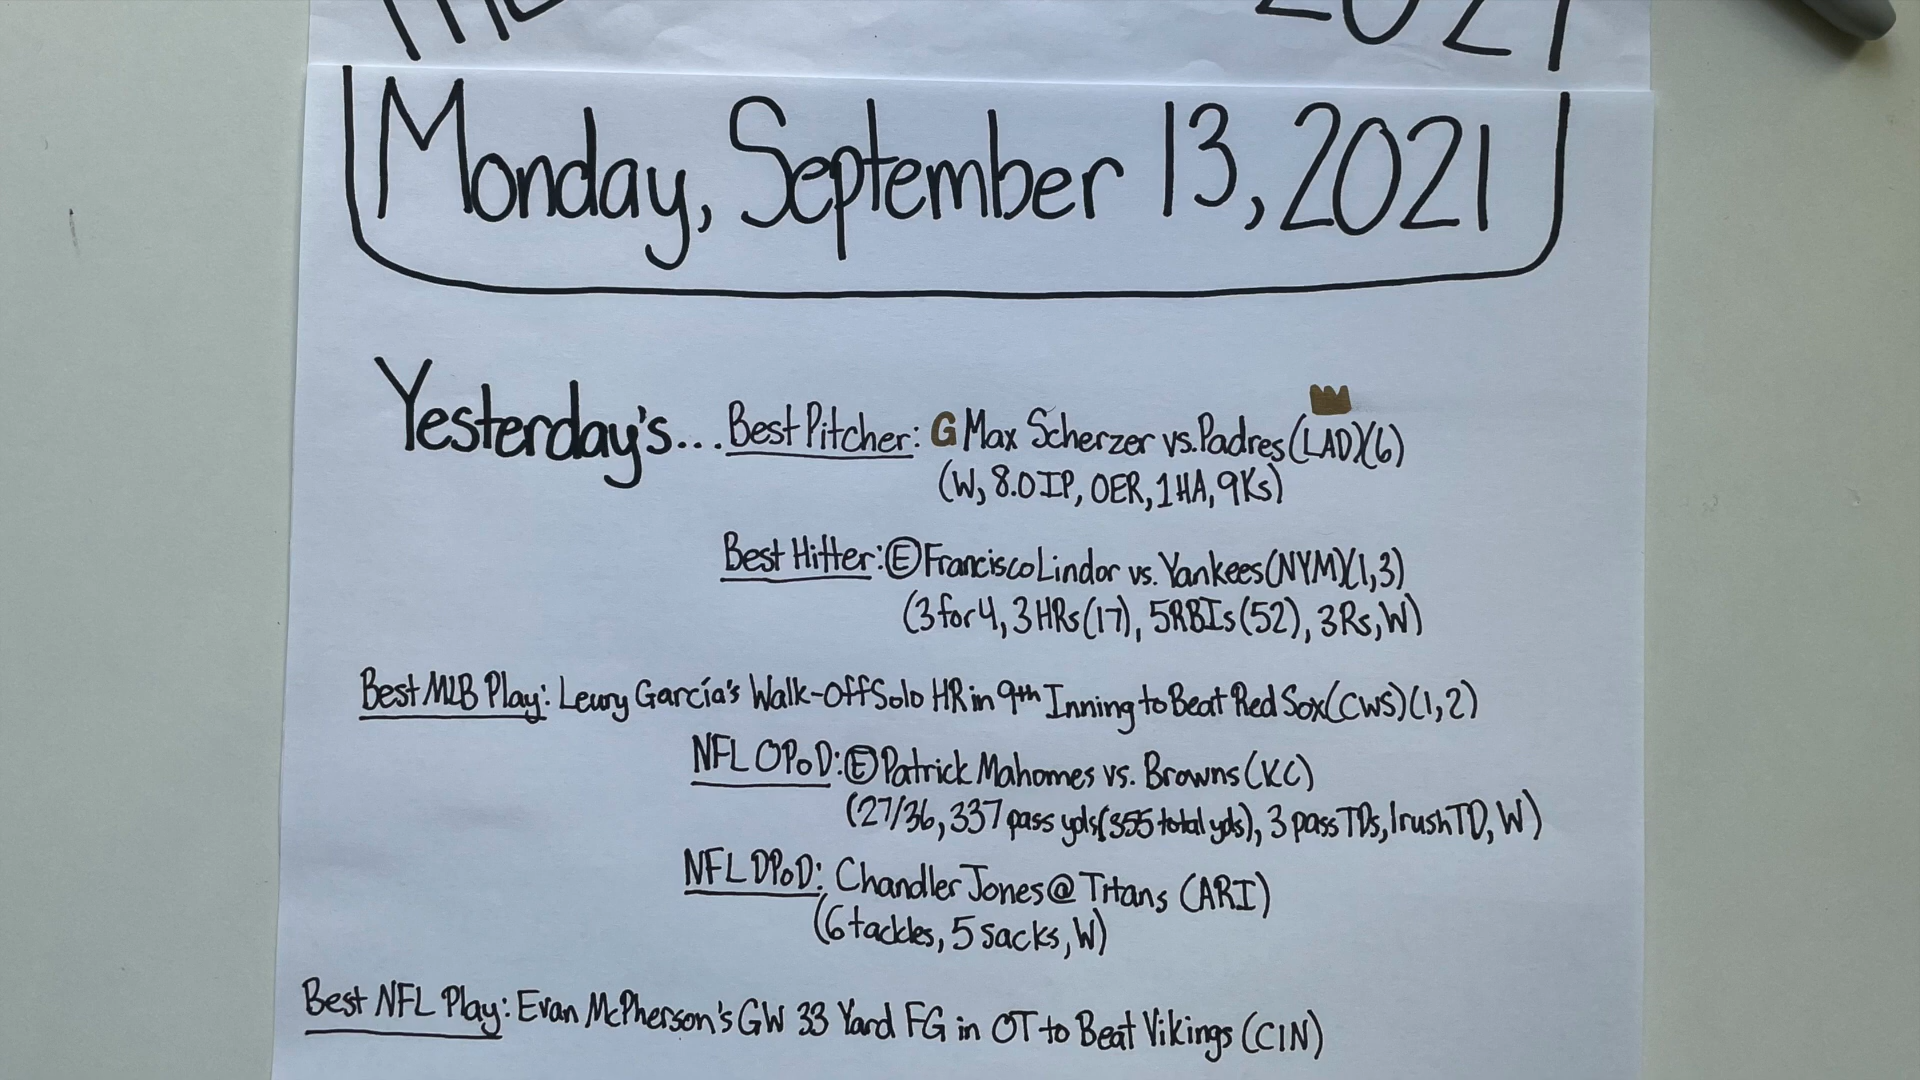 2021
Monday, September 13, 2021
Yesterday's... Best Pitcher: G Max Scherzer vs. Padres (LAD)(6)
(W, 8.0 IP, 0ER, 1HA, 9Ks)
Best Hitter: Ⓔ Francisco Lindor vs. Yankees (NYM)(1,3)
(3 for 4, 3 HRs (17), 5RBIs (52), 3Rs, W)
Best MLB Play: Leury García's Walk-Off Solo HR in 9th Inning to Beat Red Sox (CWS)(1,2)
NFL OPoD: Ⓔ Patrick Mahomes vs. Browns (KC)
(27/36, 337 pass yds (355 total yds), 3 pass TDs, 1 rush TD, W)
NFL DPoD: Chandler Jones @ Titans (ARI)
(6 tackles, 5 sacks, W)
Best NFL Play: Evan McPherson's GW 33 Yard FG in OT to Beat Vikings (CIN)